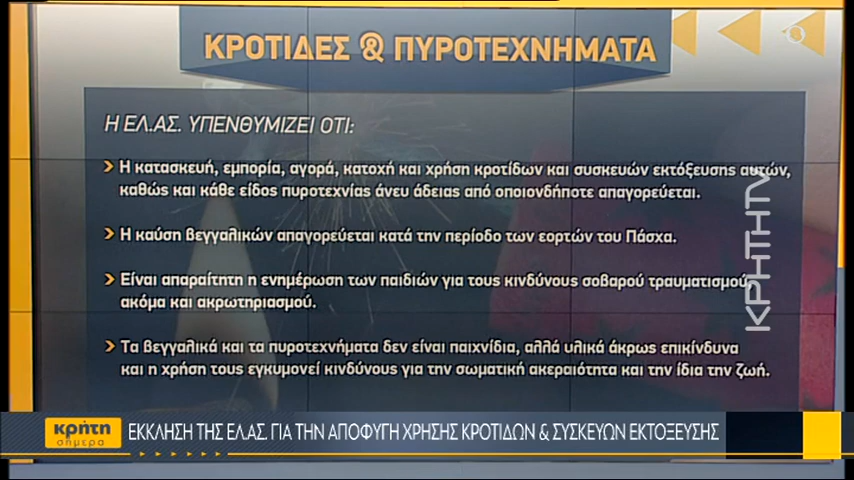 ΚΡΟΤΙΔΕΣ & ΠΥΡΟΤΕΧΝΗΜΑΤΑ
Η ΕΛ.ΑΣ. ΥΠΕΝΘΥΜΙΖΕΙ ΟΤΙ:
Η κατασκευή, εμπορία, αγορά, κατοχή και χρήση κροτίδων και συσκευών εκτόξευσης αυτών,
καθώς και κάθε είδος πυροτεχνίας άνευ άδειας από οποιονδήποτε απαγορεύεται.
Η καύση βεγγαλικών απαγορεύεται κατά την περίοδο των εορτών του Πάσχα.
Είναι απαραίτητη η ενημέρωση των παιδιών για τους κινδύνους σοβαρού τραυματισμού,
ακόμα και ακρωτηριασμού.
Τα βεγγαλικά και τα πυροτεχνήματα δεν είναι παιχνίδια, αλλά υλικά άκρως επικίνδυνα
και η χρήση τους εγκυμονεί κινδύνους για την σωματική ακεραιότητα και την ίδια την ζωή.
ΚΡΗΤΗTV
κρήτη
σήμερα
ΕΚΚΛΗΣΗ ΤΗΣ ΕΛ.ΑΣ. ΓΙΑ ΤΗΝ ΑΠΟΦΥΓΗ ΧΡΗΣΗΣ ΚΡΟΤΙΔΩΝ & ΣΥΣΚΕΥΩΝ ΕΚΤΟΞΕΥΣΗΣ